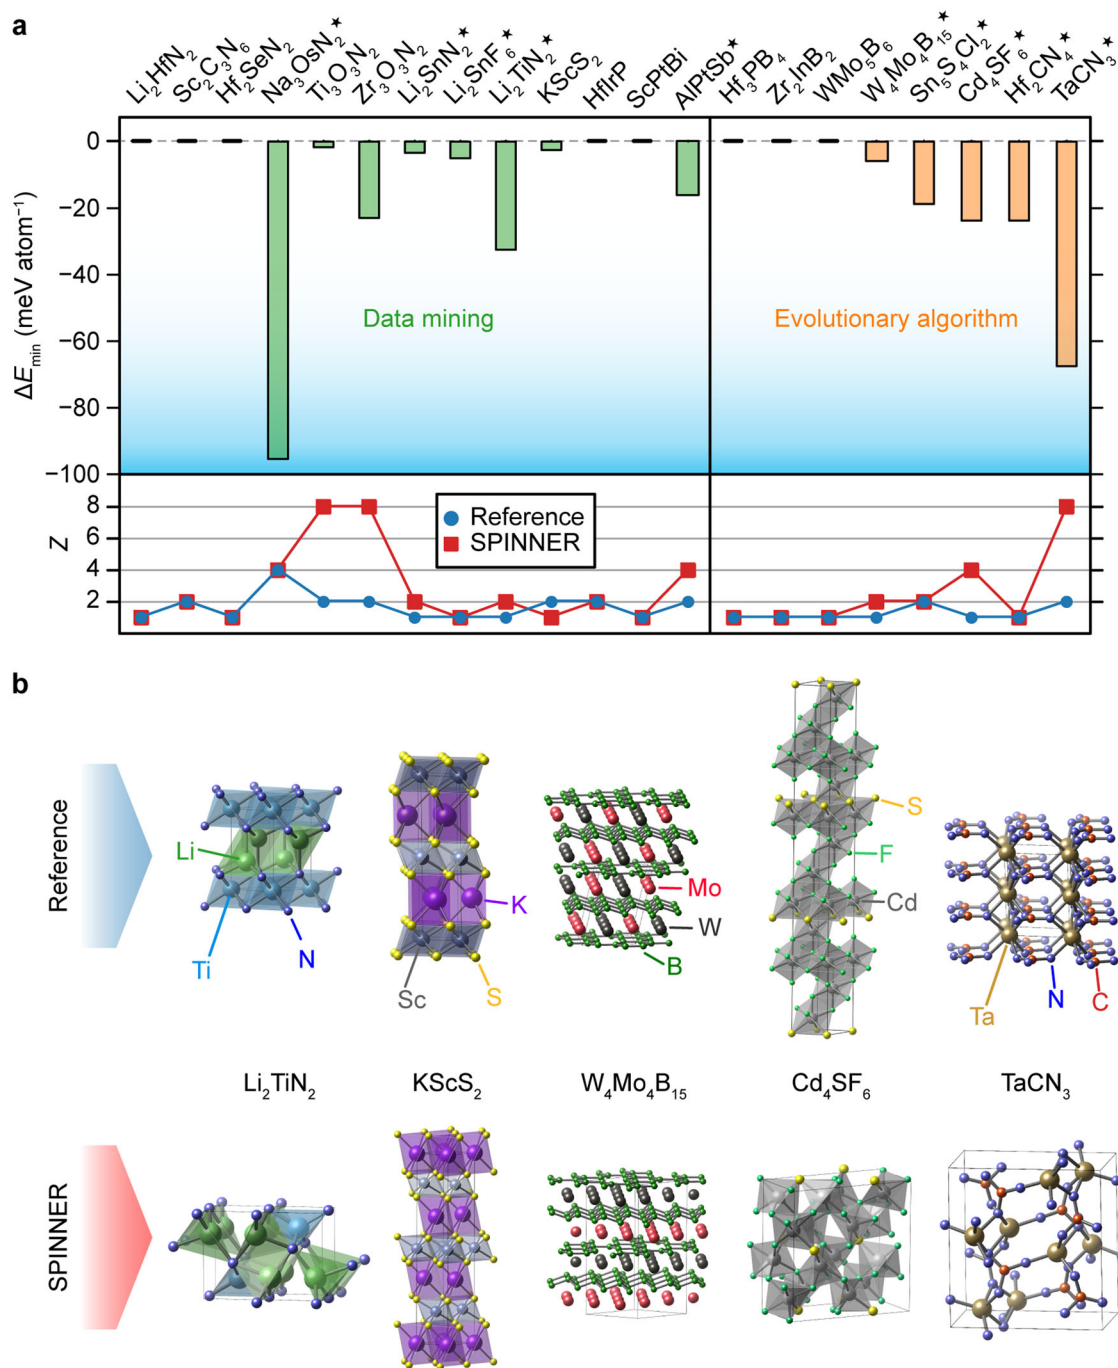 a
Li₂HfN₂
Sc₂C₃N₆
Hf₂SeN₂
Na₃OsN₂★
Ti₃O₃N₂
Zr₃O₃N₂
Li₂SnN₂★
Li₂SnF₆★
Li₂TiN₂★
KScS₂
HfIrP
ScPtBi
AlPtSb★
Hf₃PB₄
Zr₂InB₂
WMo₅B₆
W₄Mo₄B₁₅★
Sn₅S₄Cl₂★
Cd₄SF₆★
Hf₂CN₄★
TaCN₃★
0
−20
−40
−60
−80
−100
ΔE_min (meV atom⁻¹)
Data mining
Evolutionary algorithm
8
6
4
2
Z
Reference
SPINNER
b
Reference
Li
Ti
N
K
Sc
S
Mo
W
B
S
F
Cd
Ta
N
C
Li₂TiN₂
KScS₂
W₄Mo₄B₁₅
Cd₄SF₆
TaCN₃
SPINNER